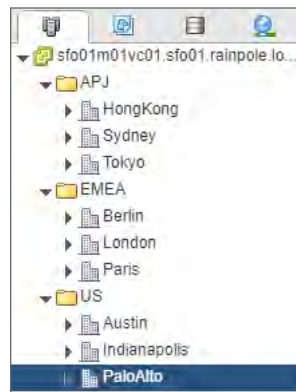 sfo01m01vc01.sfo01.rainpole.lo...
APJ
HongKong
Sydney
Tokyo
EMEA
Berlin
London
Paris
US
Austin
Indianapolis
PaloAlto